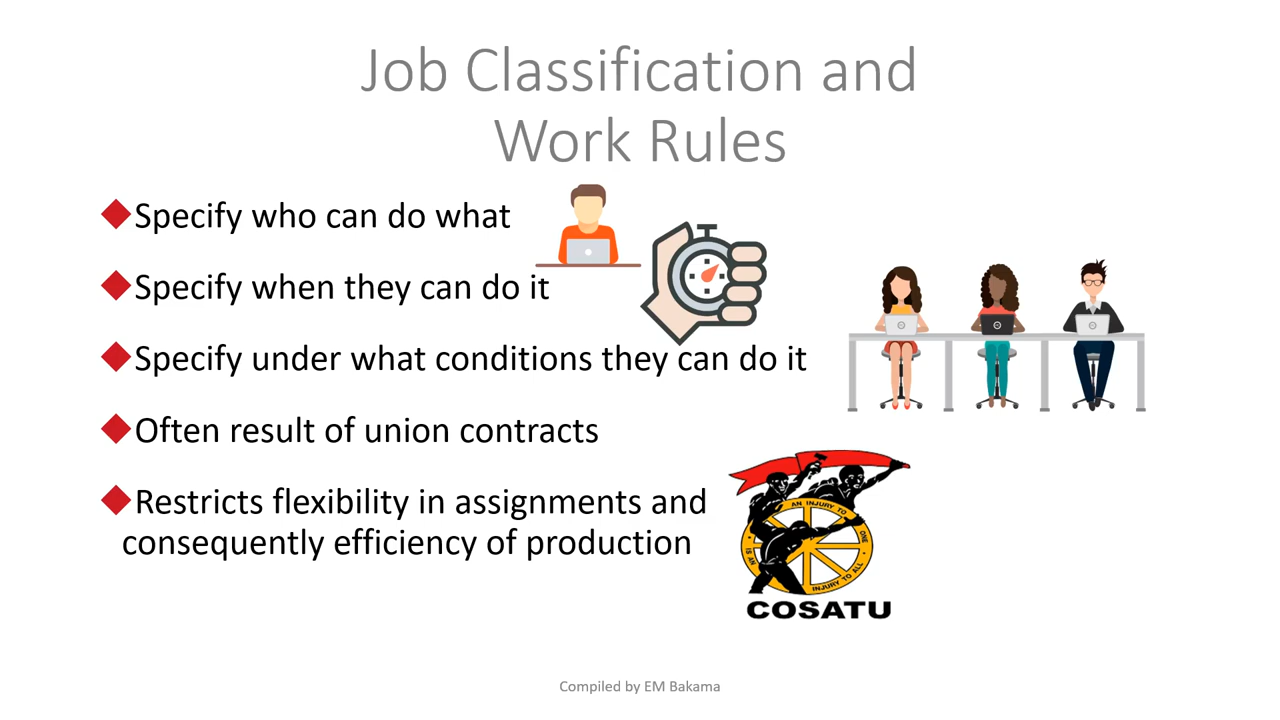 Job Classification and
Work Rules
Specify who can do what
Specify when they can do it
Specify under what conditions they can do it
Often result of union contracts
Restricts flexibility in assignments and
consequently efficiency of production
AN INJURY TO ONE
IS AN
INJURY TO ALL
COSATU
Compiled by EM Bakama